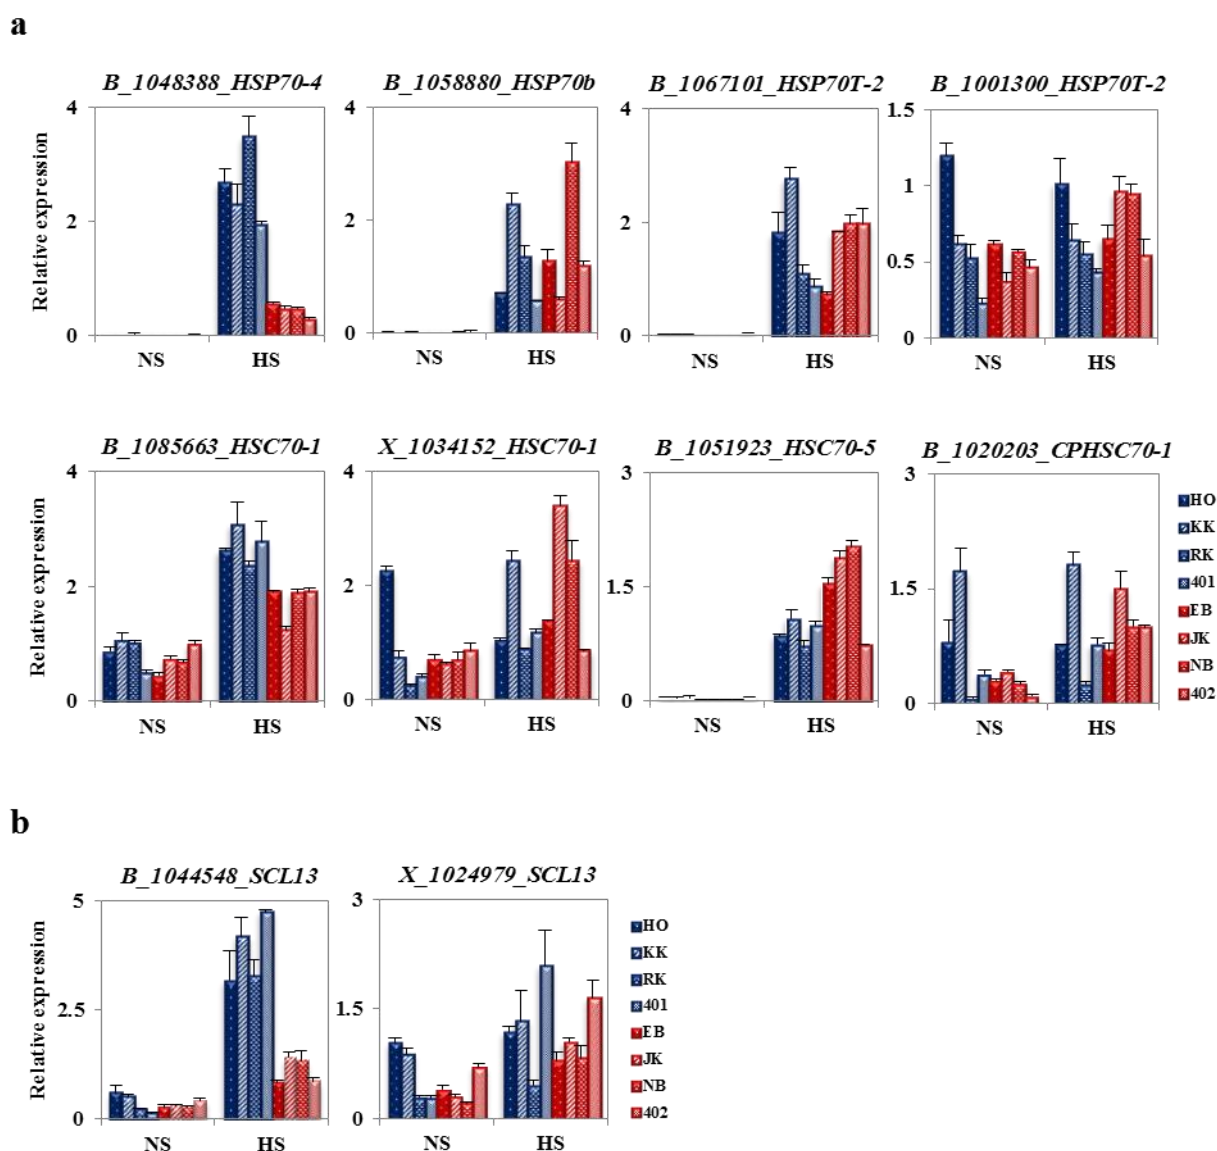 a
B_1048388_HSP70-4
B_1058880_HSP70b
B_1067101_HSP70T-2
B_1001300_HSP70T-2
Relative expression
4
2
0
NS
HS
4
2
0
NS
HS
4
2
0
NS
HS
1.5
1
0.5
0
NS
HS
B_1085663_HSC70-1
X_1034152_HSC70-1
B_1051923_HSC70-5
B_1020203_CPHSC70-1
Relative expression
4
2
0
NS
HS
4
2
0
NS
HS
3
1.5
0
NS
HS
3
1.5
0
NS
HS
HO
KK
RK
401
EB
JK
NB
402
b
B_1044548_SCL13
X_1024979_SCL13
Relative expression
5
2.5
0
NS
HS
3
1.5
0
NS
HS
HO
KK
RK
401
EB
JK
NB
402